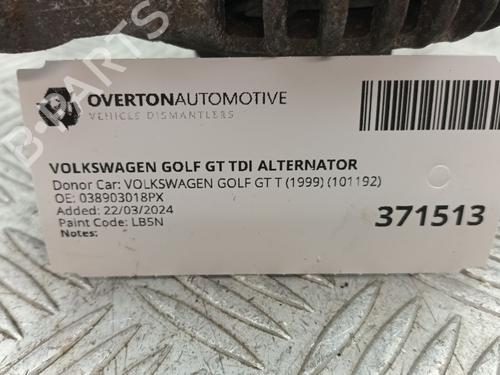 B-PARTS
OVERTONAUTOMOTIVE
VEHICLE DISMANTLERS
VOLKSWAGEN GOLF GT TDI ALTERNATOR
Donor Car: VOLKSWAGEN GOLF GT T (1999) (101192)
OE: 038903018PX
Added: 22/03/2024
Paint Code: LB5N
Notes:
371513